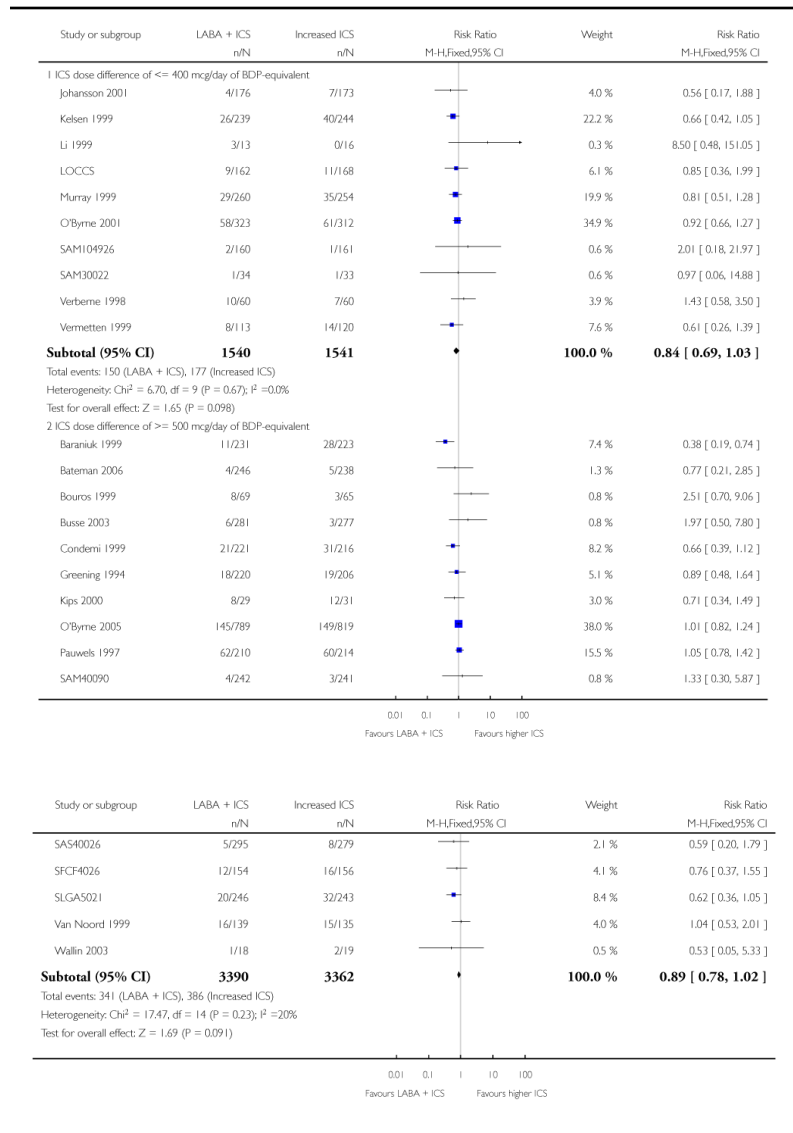 Study or subgroup LABA + ICS Increased ICS Risk Ratio Weight Risk Ratio
n/N n/N M-H,Fixed,95% CI M-H,Fixed,95% CI
1 ICS dose difference of <= 400 mcg/day of BDP-equivalent
Johansson 2001 4/176 7/173 4.0 % 0.56 [ 0.17, 1.88 ]
Kelsen 1999 26/239 40/244 22.2 % 0.66 [ 0.42, 1.05 ]
Li 1999 3/13 0/16 0.3 % 8.50 [ 0.48, 151.05 ]
LOCCS 9/162 11/168 6.1 % 0.85 [ 0.36, 1.99 ]
Murray 1999 29/260 35/254 19.9 % 0.81 [ 0.51, 1.28 ]
O'Byrne 2001 58/323 61/312 34.9 % 0.92 [ 0.66, 1.27 ]
SAM104926 2/160 1/161 0.6 % 2.01 [ 0.18, 21.97 ]
SAM30022 1/34 1/33 0.6 % 0.97 [ 0.06, 14.88 ]
Verberne 1998 10/60 7/60 3.9 % 1.43 [ 0.58, 3.50 ]
Vermetten 1999 8/113 14/120 7.6 % 0.61 [ 0.26, 1.39 ]
Subtotal (95% CI) 1540 1541 100.0 % 0.84 [ 0.69, 1.03 ]
Total events: 150 (LABA + ICS), 177 (Increased ICS)
Heterogeneity: Chi² = 6.70, df = 9 (P = 0.67); I² =0.0%
Test for overall effect: Z = 1.65 (P = 0.098)
2 ICS dose difference of >= 500 mcg/day of BDP-equivalent
Baraniuk 1999 11/231 28/223 7.4 % 0.38 [ 0.19, 0.74 ]
Bateman 2006 4/246 5/238 1.3 % 0.77 [ 0.21, 2.85 ]
Bouros 1999 8/69 3/65 0.8 % 2.51 [ 0.70, 9.06 ]
Busse 2003 6/281 3/277 0.8 % 1.97 [ 0.50, 7.80 ]
Condemi 1999 21/221 31/216 8.2 % 0.66 [ 0.39, 1.12 ]
Greening 1994 18/220 19/206 5.1 % 0.89 [ 0.48, 1.64 ]
Kips 2000 8/29 12/31 3.0 % 0.71 [ 0.34, 1.49 ]
O'Byrne 2005 145/789 149/819 38.0 % 1.01 [ 0.82, 1.24 ]
Pauwels 1997 62/210 60/214 15.5 % 1.05 [ 0.78, 1.42 ]
SAM40090 4/242 3/241 0.8 % 1.33 [ 0.30, 5.87 ]
0.01 0.1 1 10 100
Favours LABA + ICS Favours higher ICS
Study or subgroup LABA + ICS Increased ICS Risk Ratio Weight Risk Ratio
n/N n/N M-H,Fixed,95% CI M-H,Fixed,95% CI
SAS40026 5/295 8/279 2.1 % 0.59 [ 0.20, 1.79 ]
SFCF4026 12/154 16/156 4.1 % 0.76 [ 0.37, 1.55 ]
SLGA5021 20/246 32/243 8.4 % 0.62 [ 0.36, 1.05 ]
Van Noord 1999 16/139 15/135 4.0 % 1.04 [ 0.53, 2.01 ]
Wallin 2003 1/18 2/19 0.5 % 0.53 [ 0.05, 5.33 ]
Subtotal (95% CI) 3390 3362 100.0 % 0.89 [ 0.78, 1.02 ]
Total events: 341 (LABA + ICS), 386 (Increased ICS)
Heterogeneity: Chi² = 17.47, df = 14 (P = 0.23); I² =20%
Test for overall effect: Z = 1.69 (P = 0.091)
0.01 0.1 1 10 100
Favours LABA + ICS Favours higher ICS